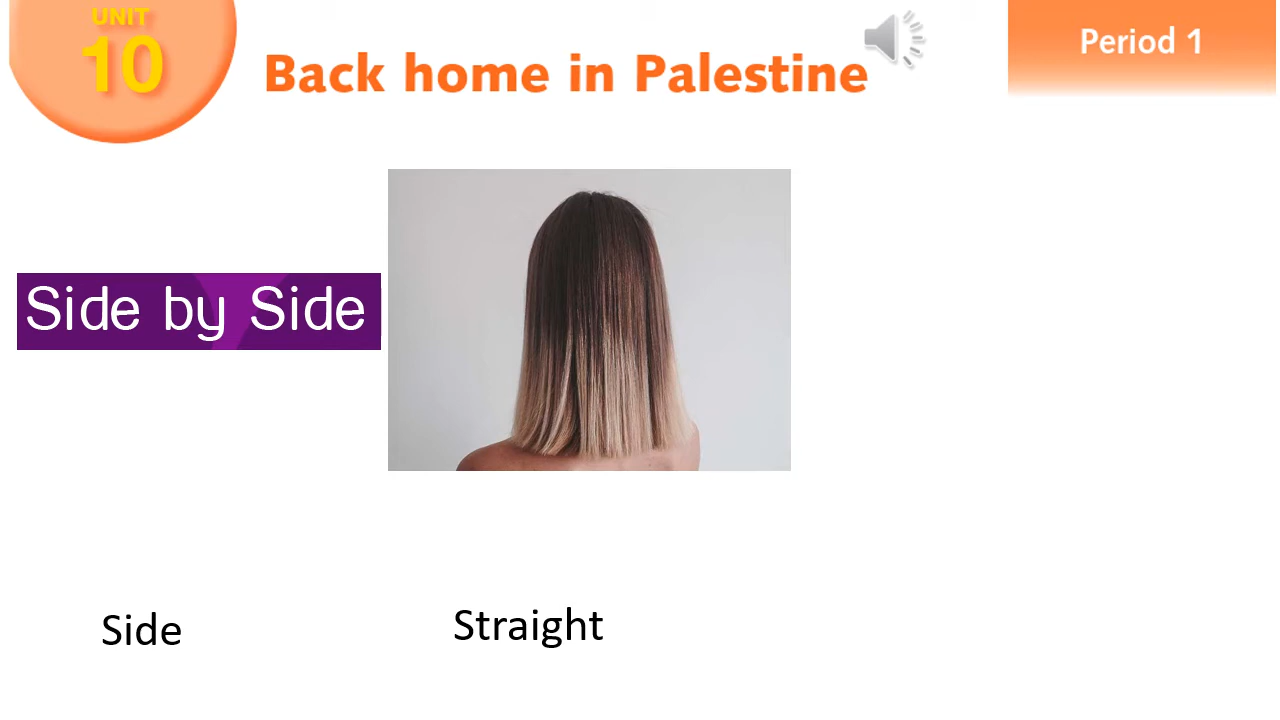 UNIT
10
Back home in Palestine
Period 1
Side by Side
Side
Straight